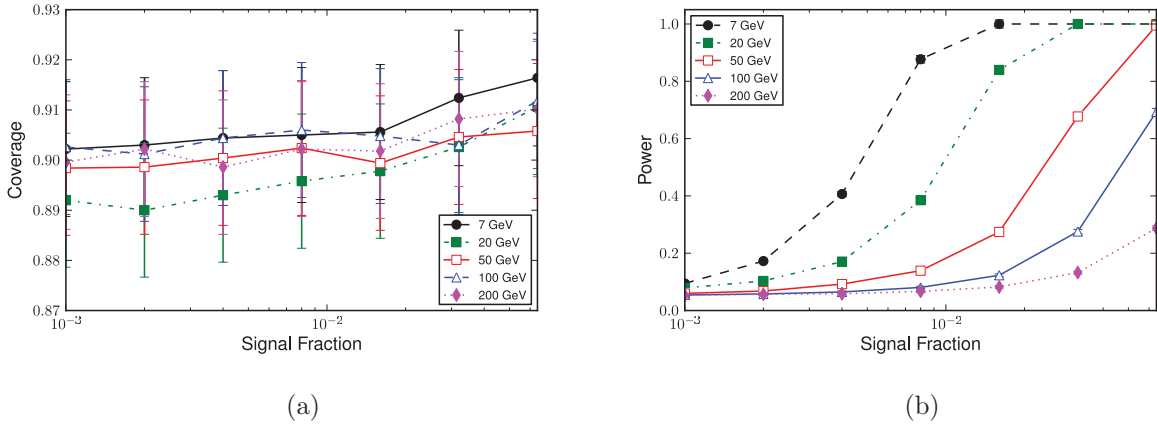 0.93
0.92
0.91
0.90
0.89
0.88
0.87
Coverage
7 GeV
20 GeV
50 GeV
100 GeV
200 GeV
10⁻³
10⁻²
Signal Fraction
(a)
1.0
0.8
0.6
0.4
0.2
0.0
Power
7 GeV
20 GeV
50 GeV
100 GeV
200 GeV
10⁻³
10⁻²
Signal Fraction
(b)